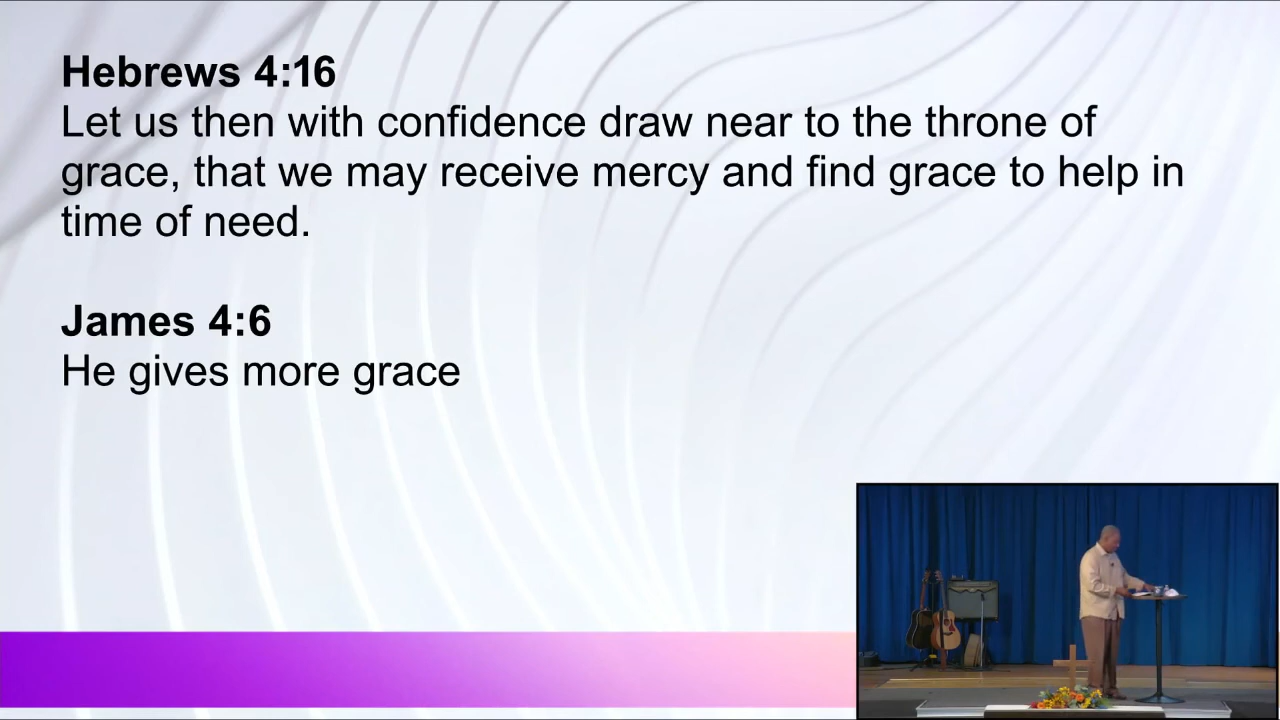 Hebrews 4:16
Let us then with confidence draw near to the throne of
grace, that we may receive mercy and find grace to help in
time of need.
James 4:6
He gives more grace